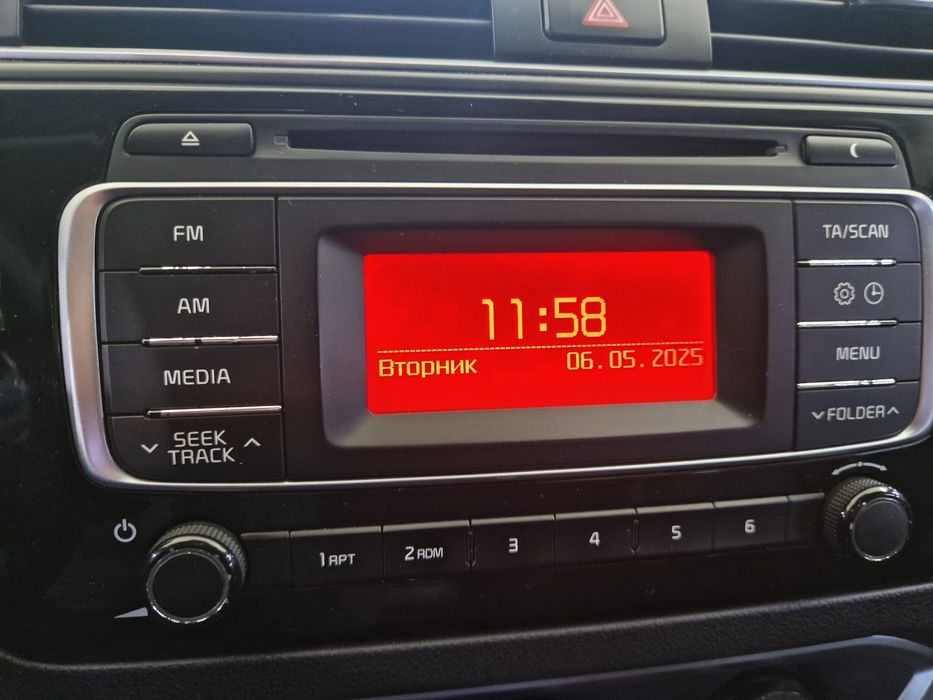 FM
AM
MEDIA
SEEK
TRACK
11:58
Вторник 06.05.2025
TA/SCAN
MENU
FOLDER
1 RPT
2 RDM
3
4
5
6